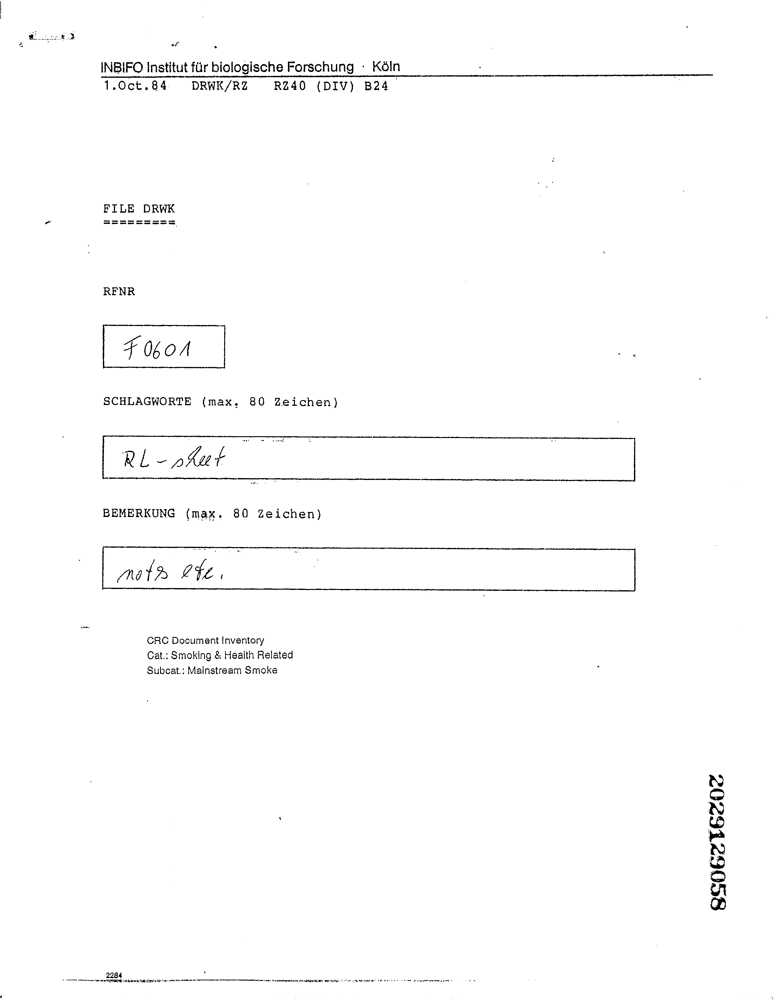 INBIFO Institut für biologische Forschung · Köln
1.Oct.84 DRWK/RZ RZ40 (DIV) B24
FILE DRWK
=========
RFNR
F0601
SCHLAGWORTE (max. 80 Zeichen)
RL-sheet
BEMERKUNG (max. 80 Zeichen)
etc.
CRC Document Inventory
Cat.: Smoking & Health Related
Subcat.: Mainstream Smoke
2029129058
2284